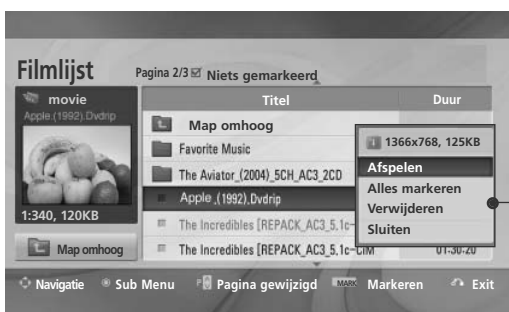 Filmlijst
Pagina 2/3 Niets gemarkeerd
movie
Apple.(1992).Dvdrip
1:340, 120KB
Map omhoog
Titel Duur
Map omhoog
Favorite Music
The Aviator_(2004)_5CH_AC3_2CD
Apple .(1992).Dvdrip
The Incredibles [REPACK_AC3_5.1c-
The Incredibles [REPACK_AC3_5.1c-CIM 01:30:20
1366x768, 125KB
Afspelen
Alles markeren
Verwijderen
Sluiten
Navigatie Sub Menu P Pagina gewijzigd MARK Markeren Exit